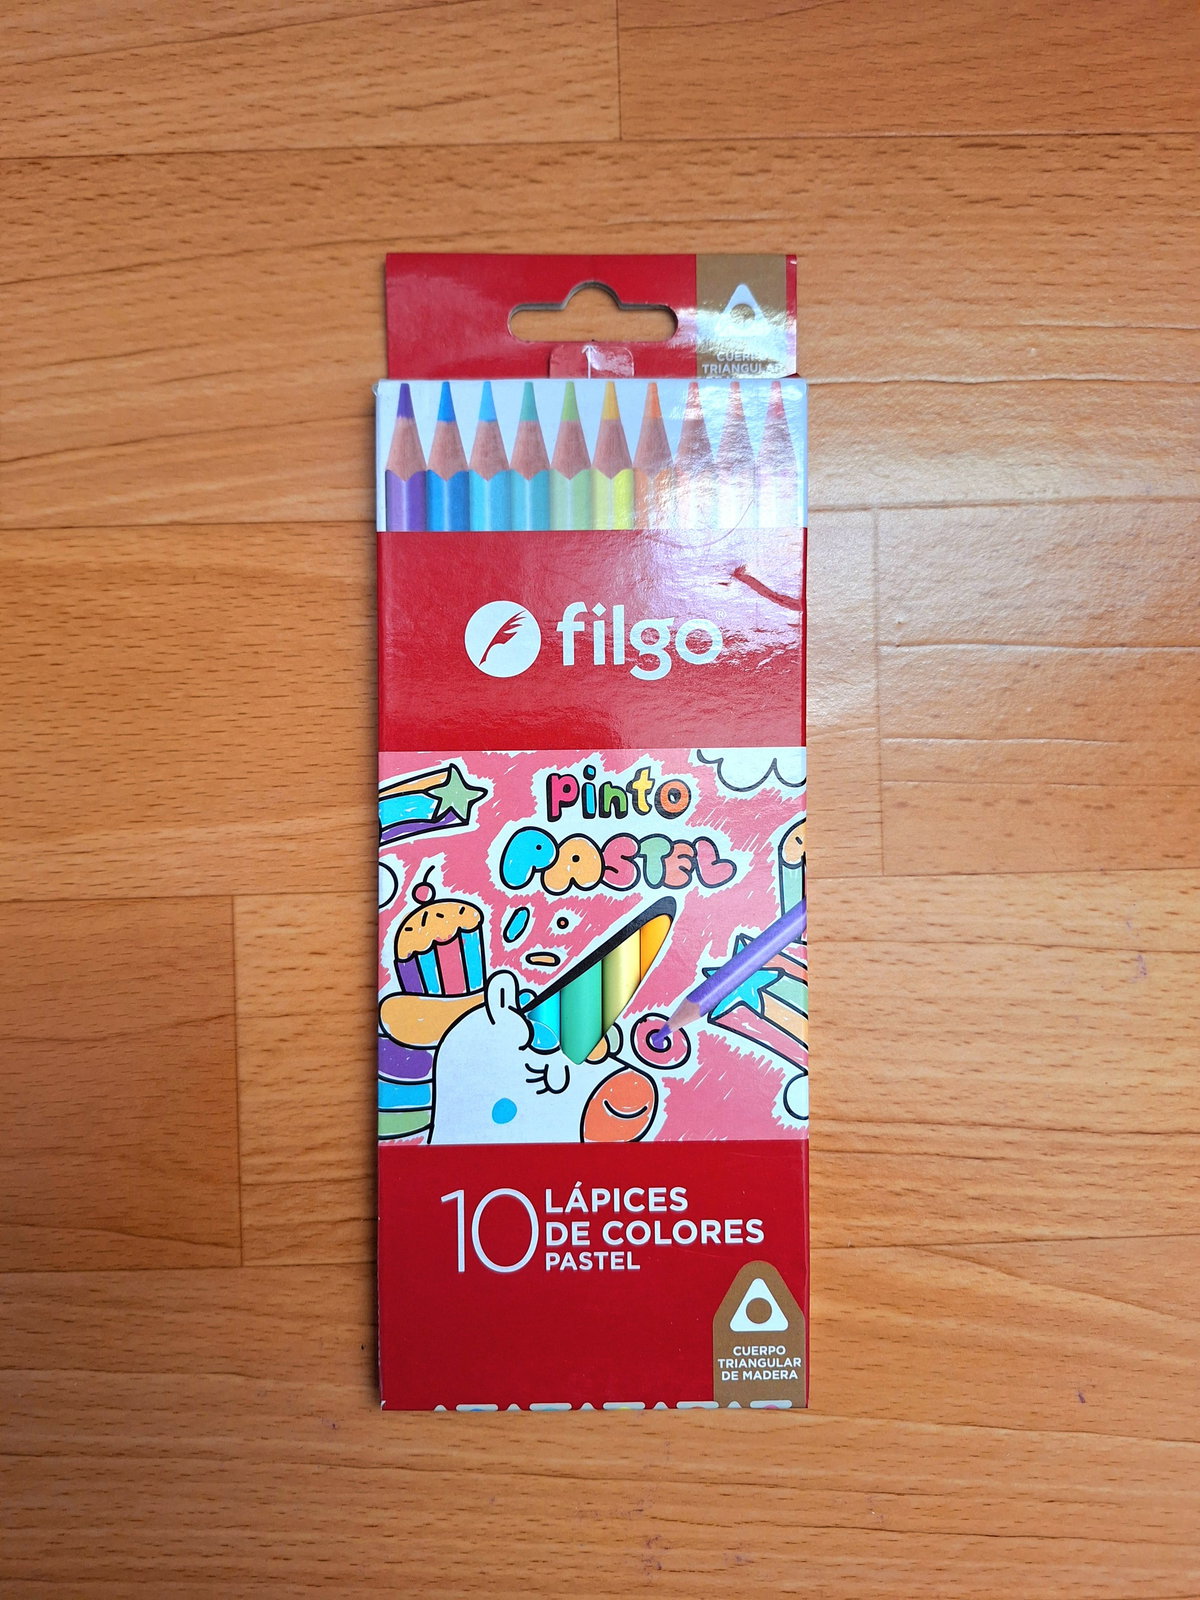 CUERPO
TRIANGULAR
filgo®
pinto
PASTEL
10 LÁPICES
DE COLORES
PASTEL
CUERPO
TRIANGULAR
DE MADERA